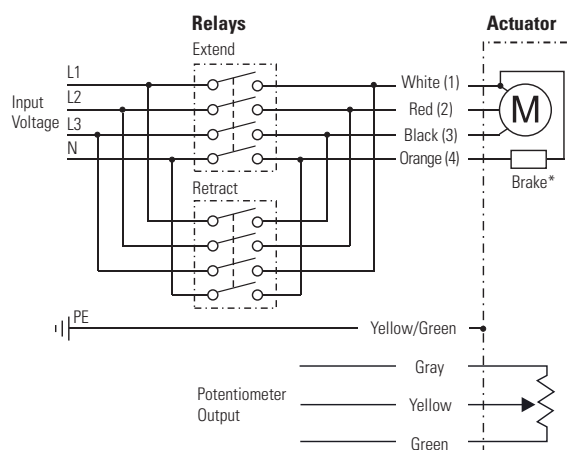 Relays
Actuator
Extend
L1
L2
L3
N
Input
Voltage
White (1)
Red (2)
Black (3)
Orange (4)
M
Brake*
Retract
PE
Yellow/Green
Potentiometer
Output
Gray
Yellow
Green